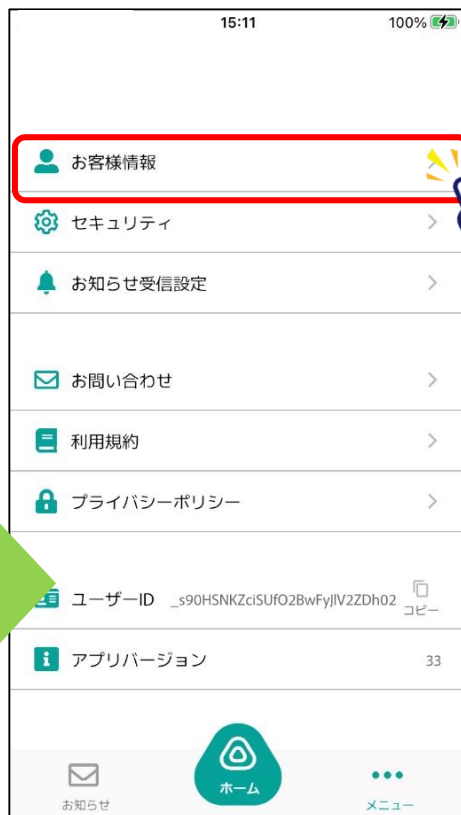 15:11 100%
お客様情報
セキュリティ
お知らせ受信設定
お問い合わせ
利用規約
プライバシーポリシー
ユーザーID _s90HSNKZciSUfO2BwFyJlV2ZDh02 コピー
アプリバージョン 33
お知らせ ホーム メニュー